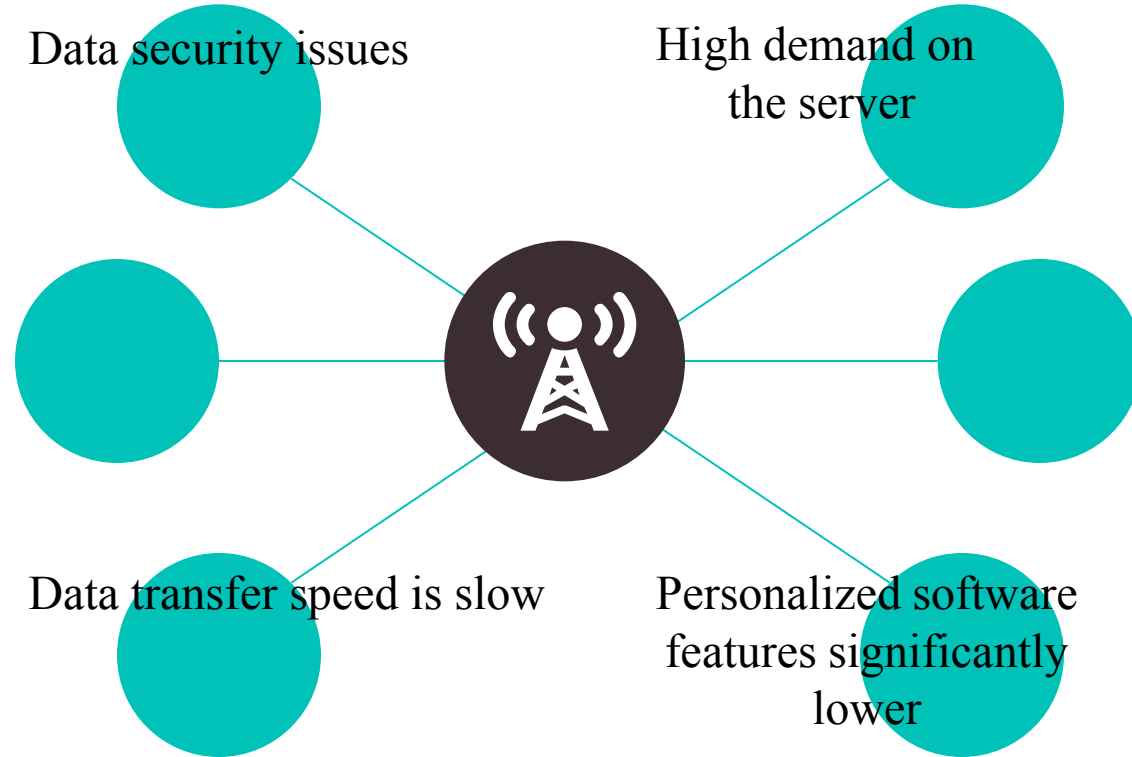 Data security issues
High demand on
the server
Data transfer speed is slow
Personalized software
features significantly
lower